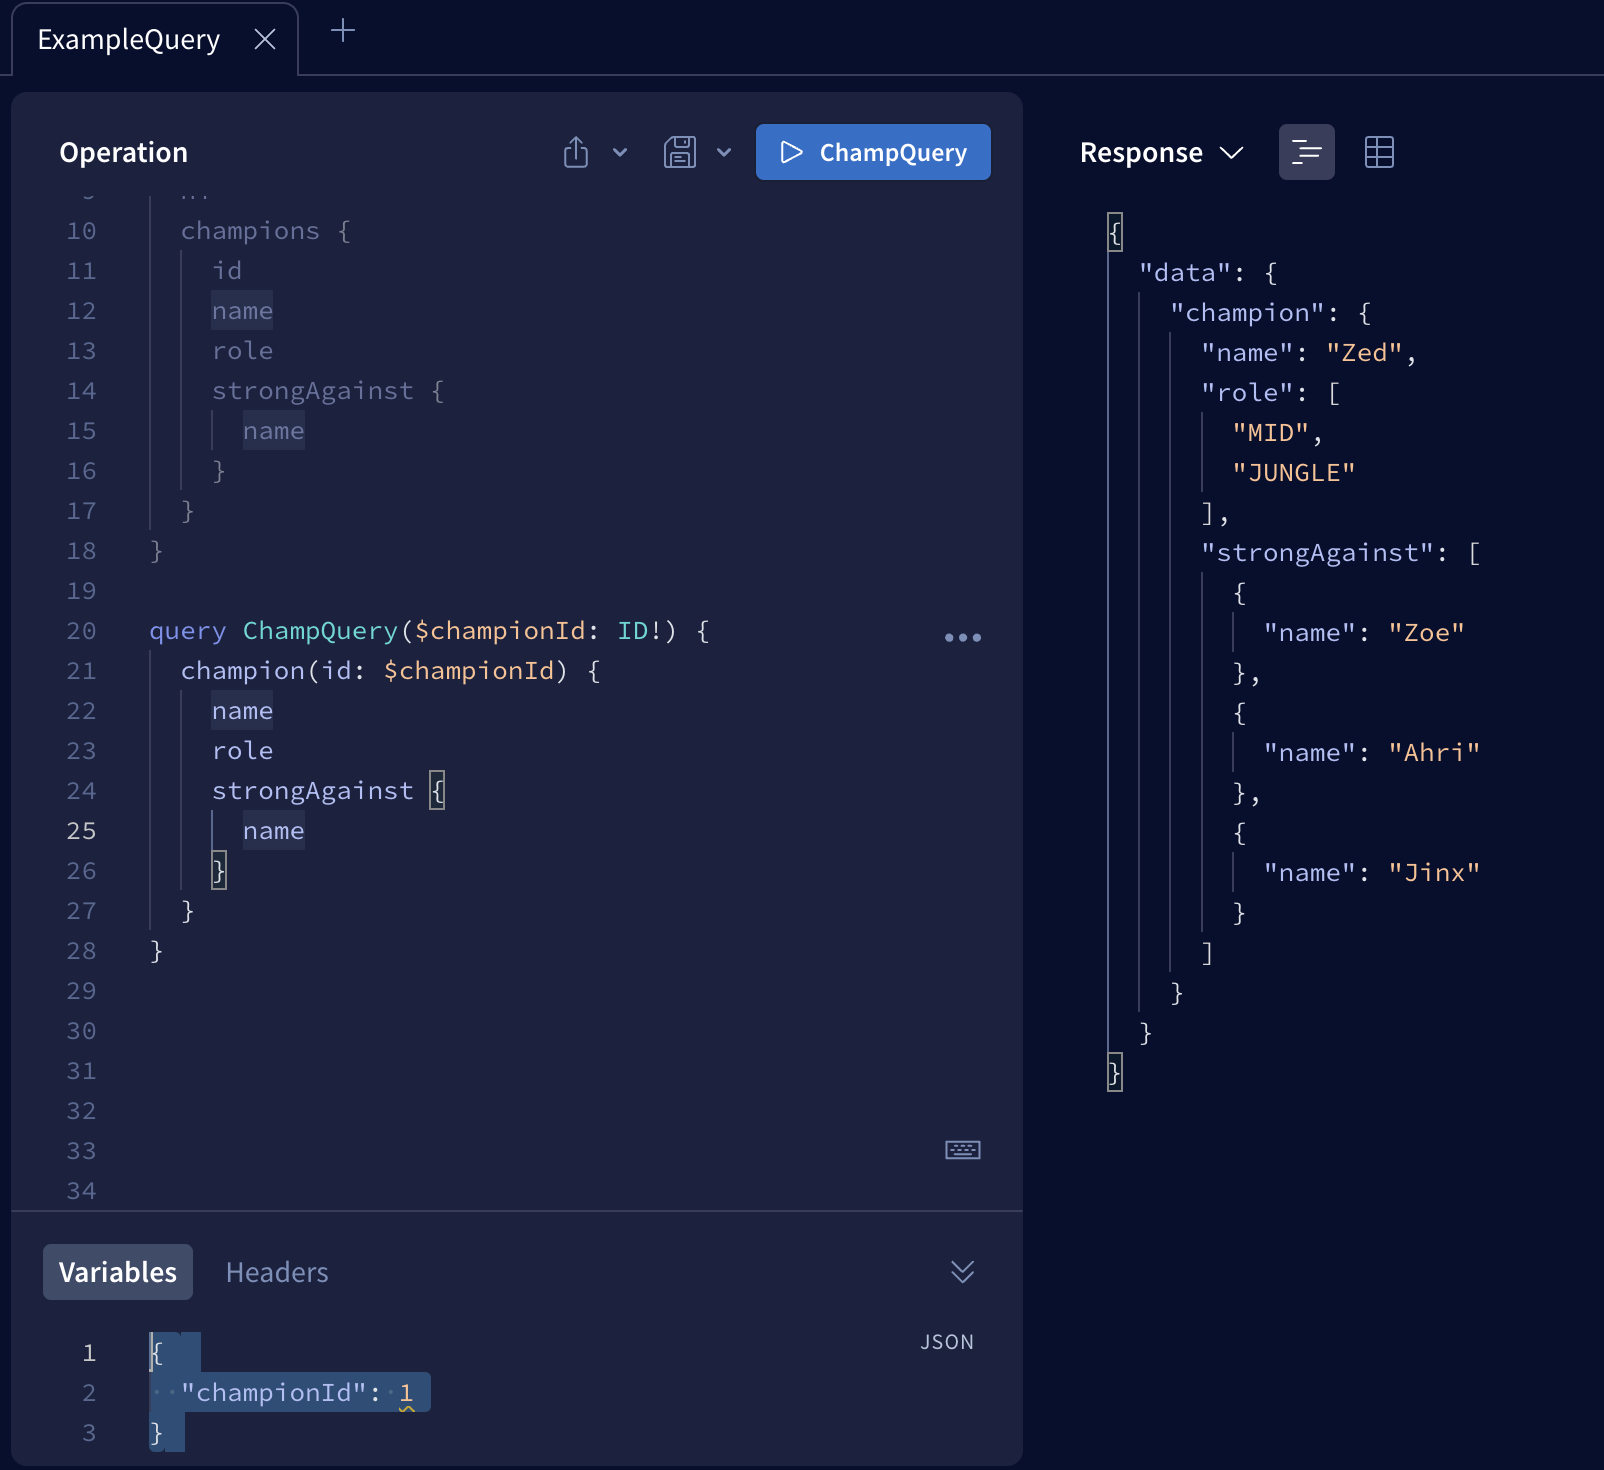 ExampleQuery
Operation
ChampQuery
10 champions {
11 id
12 name
13 role
14 strongAgainst {
15 name
16 }
17 }
18 }
19
20 query ChampQuery($championId: ID!) {
21 champion(id: $championId) {
22 name
23 role
24 strongAgainst {
25 name
26 }
27 }
28 }
29
30
31
32
33
34
Variables Headers
JSON
1 {
2 "championId": 1
3 }
Response
{
"data": {
"champion": {
"name": "Zed",
"role": [
"MID",
"JUNGLE"
],
"strongAgainst": [
{
"name": "Zoe"
},
{
"name": "Ahri"
},
{
"name": "Jinx"
}
]
}
}
}